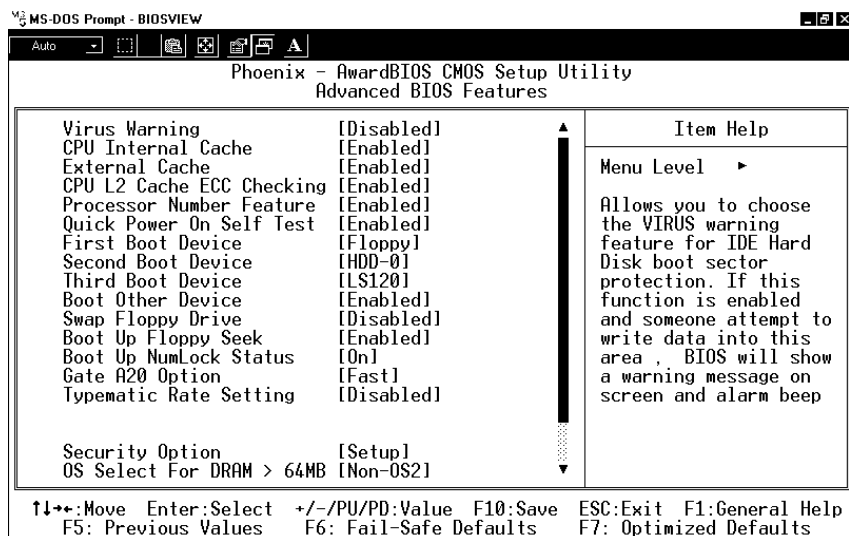 MS-DOS Prompt - BIOSVIEW
Auto
A
Phoenix - AwardBIOS CMOS Setup Utility
Advanced BIOS Features
Virus Warning [Disabled]
CPU Internal Cache [Enabled]
External Cache [Enabled]
CPU L2 Cache ECC Checking [Enabled]
Processor Number Feature [Enabled]
Quick Power On Self Test [Enabled]
First Boot Device [Floppy]
Second Boot Device [HDD-0]
Third Boot Device [LS120]
Boot Other Device [Enabled]
Swap Floppy Drive [Disabled]
Boot Up Floppy Seek [Enabled]
Boot Up NumLock Status [On]
Gate A20 Option [Fast]
Typematic Rate Setting [Disabled]
Security Option [Setup]
OS Select For DRAM > 64MB [Non-OS2]
Item Help
Menu Level ►
Allows you to choose
the VIRUS warning
feature for IDE Hard
Disk boot sector
protection. If this
function is enabled
and someone attempt to
write data into this
area , BIOS will show
a warning message on
screen and alarm beep
↑↓→←:Move Enter:Select +/-/PU/PD:Value F10:Save ESC:Exit F1:General Help
F5: Previous Values F6: Fail-Safe Defaults F7: Optimized Defaults